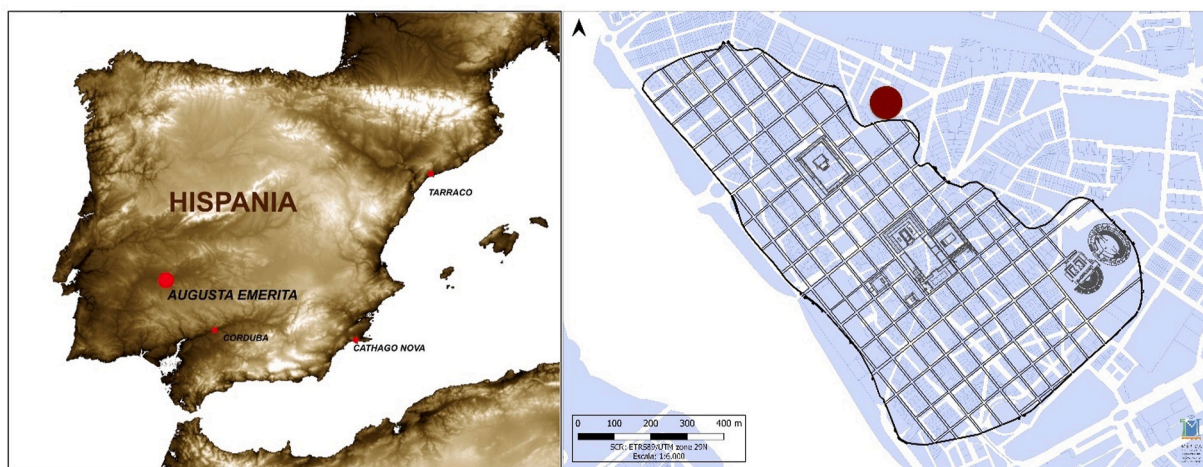 HISPANIA
TARRACO
AUGUSTA EMERITA
CORDUBA
CATHAGO NOVA
0 100 200 300 400 m
SCR: ETRS89/UTM zone 29N
Escala: 1:6.000